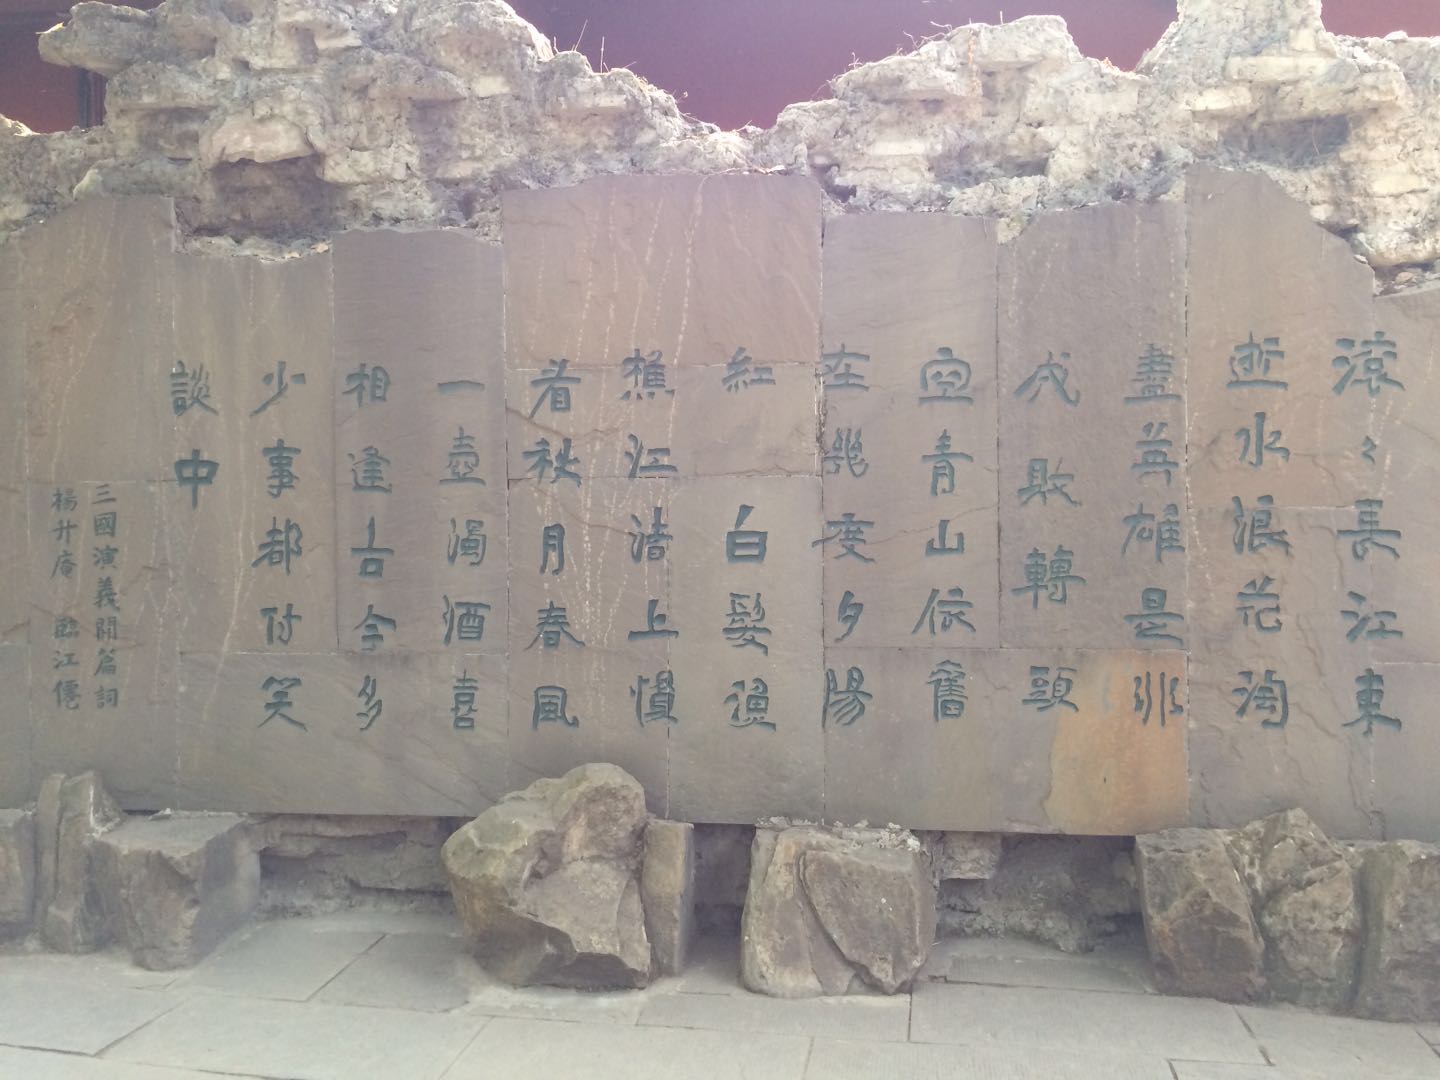 滾〻長江東
逝水浪花淘
盡英雄是非
成敗轉頭
空青山依舊
在幾度夕陽
紅 白髮漁
樵江渚上慣
看秋月春風
一壺濁酒喜
相逢古今多
少事都付笑
談中
三國演義開篇詞
楊升庵 臨江僊